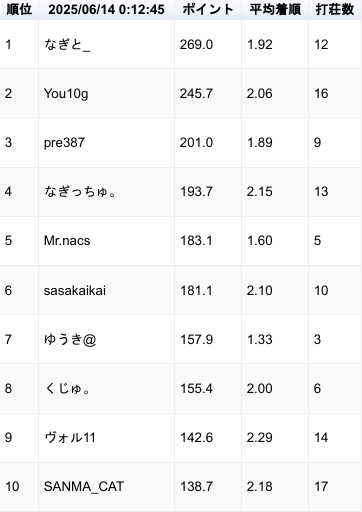 順位 2025/06/14 0:12:45 ポイント 平均着順 打荘数
1 なぎと_ 269.0 1.92 12
2 You10g 245.7 2.06 16
3 pre387 201.0 1.89 9
4 なぎっちゅ。 193.7 2.15 13
5 Mr.nacs 183.1 1.60 5
6 sasakaikai 181.1 2.10 10
7 ゆうき@ 157.9 1.33 3
8 くじゅ。 155.4 2.00 6
9 ヴォル11 142.6 2.29 14
10 SANMA_CAT 138.7 2.18 17